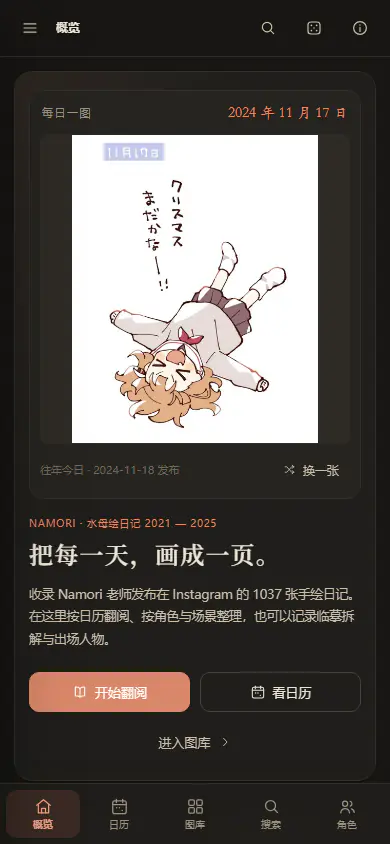 概览
每日一图
2024 年 11 月 17 日
11月17日
クリスマス
まだかなー!!
往年今日 · 2024-11-18 发布
换一张
NAMORI · 水母绘日记 2021 — 2025
把每一天，画成一页。
收录 Namori 老师发布在 Instagram 的 1037 张手绘日记。
在这里按日历翻阅、按角色与场景整理，也可以记录临摹拆
解与出场人物。
开始翻阅
看日历
进入图库
概览
日历
图库
搜索
角色